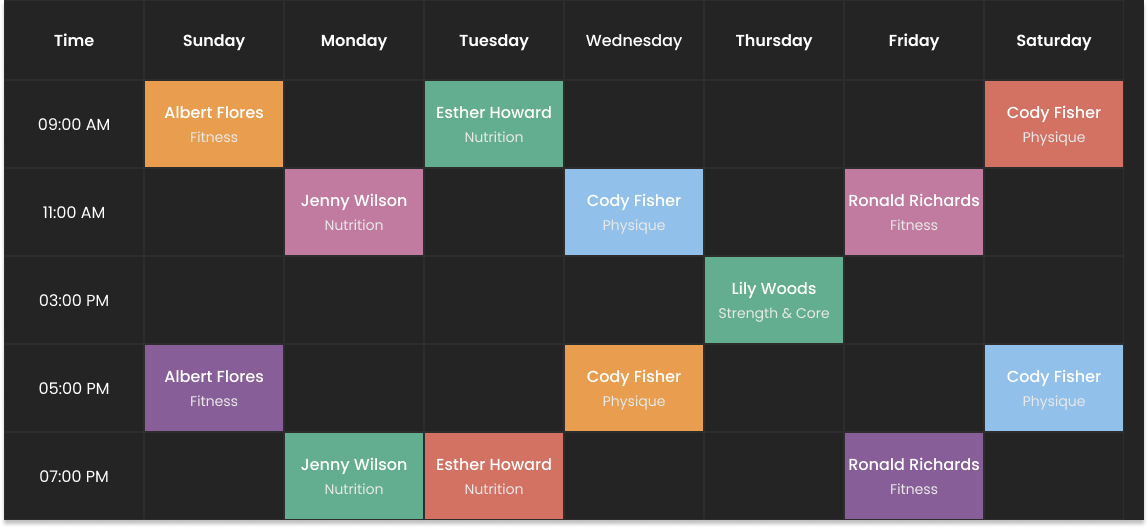 Time Sunday Monday Tuesday Wednesday Thursday Friday Saturday
09:00 AM Albert Flores Esther Howard Cody Fisher
Fitness Nutrition Physique
11:00 AM Jenny Wilson Cody Fisher Ronald Richards
Nutrition Physique Fitness
03:00 PM Lily Woods
Strength & Core
05:00 PM Albert Flores Cody Fisher Cody Fisher
Fitness Physique Physique
07:00 PM Jenny Wilson Esther Howard Ronald Richards
Nutrition Nutrition Fitness